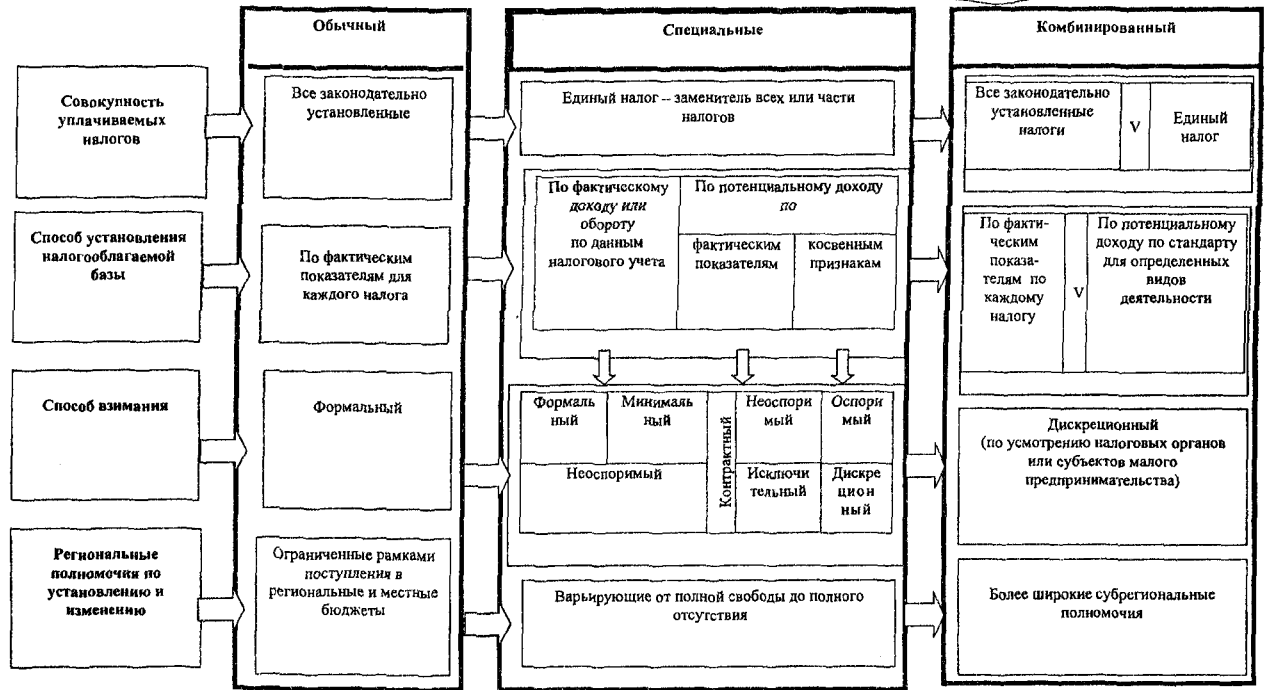 Обычный
Специальные
Комбинированный
Совокупность
уплачиваемых
налогов
Все законодательно
установленные
Единый налог – заменитель всех или части
налогов
Все законодательно
установленные
налоги
V
Единый
налог
Способ установления
налогооблагаемой
базы
По фактическим
показателям для
каждого налога
По фактическому
доходу или
обороту
по данным
налогового учета
По потенциальному доходу
по
фактическим
показателям
косвенным
признакам
По факти-
ческим
показа-
телям по
каждому
налогу
V
По потенциальному
доходу по стандарту
для определенных
видов
деятельности
Способ взимания
Формальный
Формаль
ный
Минималь
ный
Неоспоримый
Контрактный
Неоспори
мый
Оспори
мый
Исключи
тельный
Дискре
цион
ный
Дискреционный
(по усмотрению налоговых органов
или субъектов малого
предпринимательства)
Региональные
полномочия по
установлению и
изменению
Ограниченные рамками
поступления в
региональные и местные
бюджеты
Варьирующие от полной свободы до полного
отсутствия
Более широкие субрегиональные
полномочия